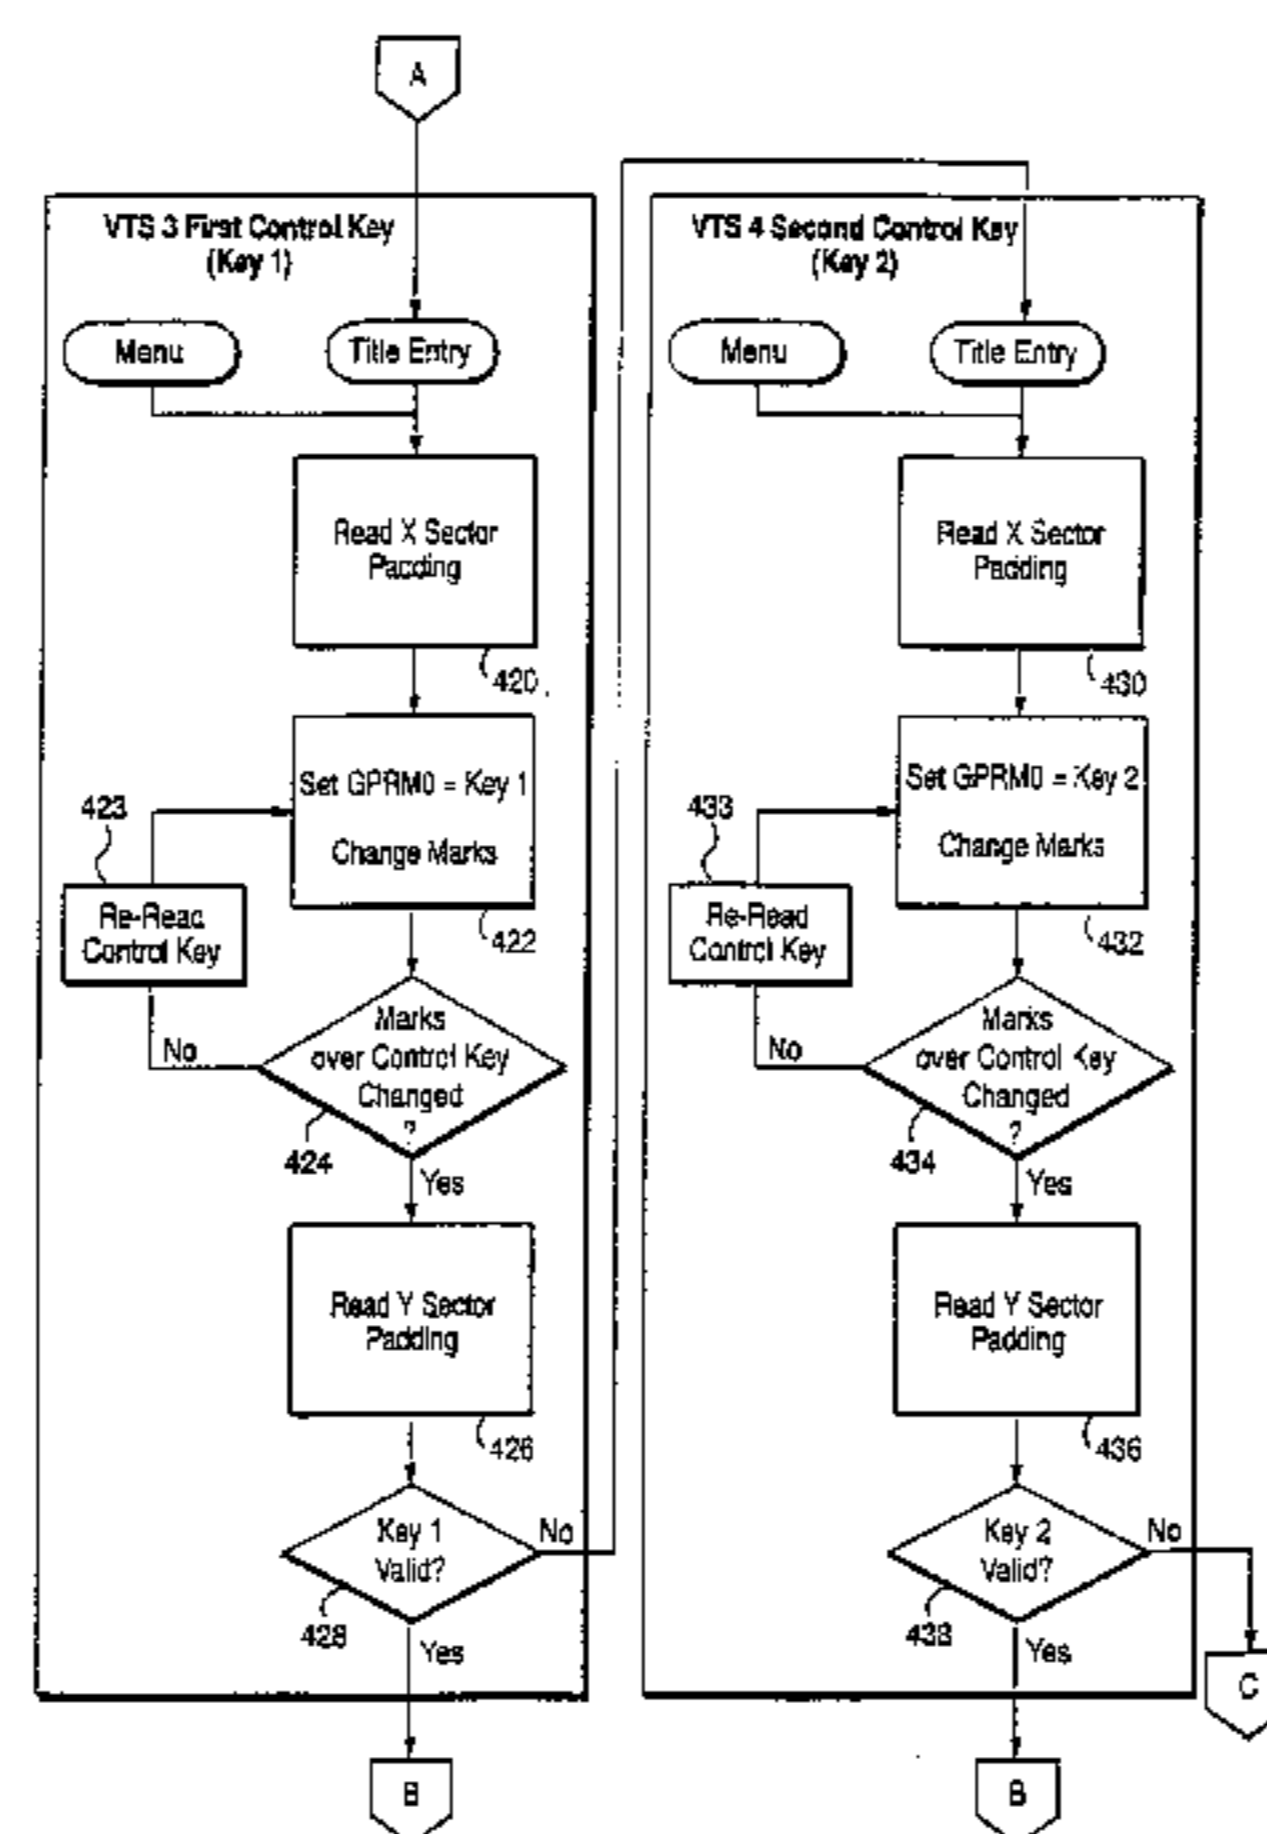 A
VTS 3 First Control Key
(Key 1)
Menu
Title Entry
Read X Sector
Padding
420
Set GPRM0 = Key 1
Change Marks
422
423
Re-Read
Control Key
No
Marks
over Control Key
Changed
?
424
Yes
Read Y Sector
Padding
426
Key 1
Valid?
428
No
Yes
B
VTS 4 Second Control Key
(Key 2)
Menu
Title Entry
Read X Sector
Padding
430
Set GPRM0 = Key 2
Change Marks
432
433
Re-Read
Control Key
No
Marks
over Control Key
Changed
?
434
Yes
Read Y Sector
Padding
436
Key 2
Valid?
438
No
Yes
C
B